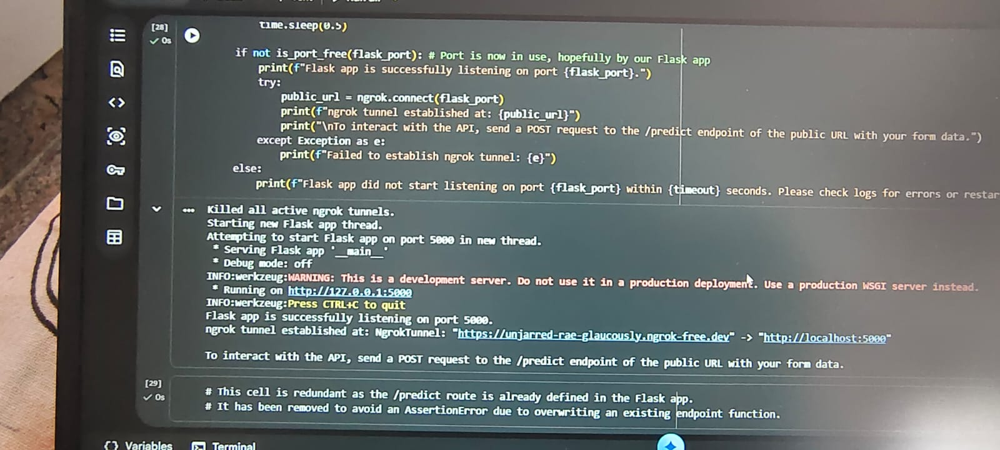 [28]
0s
time.sleep(0.5)
if not is_port_free(flask_port): # Port is now in use, hopefully by our Flask app
print(f"Flask app is successfully listening on port {flask_port}.")
try:
public_url = ngrok.connect(flask_port)
print(f"ngrok tunnel established at: {public_url}")
print("\nTo interact with the API, send a POST request to the /predict endpoint of the public URL with your form data.")
except Exception as e:
print(f"Failed to establish ngrok tunnel: {e}")
else:
print(f"Flask app did not start listening on port {flask_port} within {timeout} seconds. Please check logs for errors or restar
Killed all active ngrok tunnels.
Starting new Flask app thread.
Attempting to start Flask app on port 5000 in new thread.
* Serving Flask app '__main__'
* Debug mode: off
INFO:werkzeug:WARNING: This is a development server. Do not use it in a production deployment. Use a production WSGI server instead.
* Running on http://127.0.0.1:5000
INFO:werkzeug:Press CTRL+C to quit
Flask app is successfully listening on port 5000.
ngrok tunnel established at: NgrokTunnel: "https://unjarred-rae-glaucously.ngrok-free.dev" -> "http://localhost:5000"
To interact with the API, send a POST request to the /predict endpoint of the public URL with your form data.
[29]
0s
# This cell is redundant as the /predict route is already defined in the Flask app.
# It has been removed to avoid an AssertionError due to overwriting an existing endpoint function.
Variables
Terminal